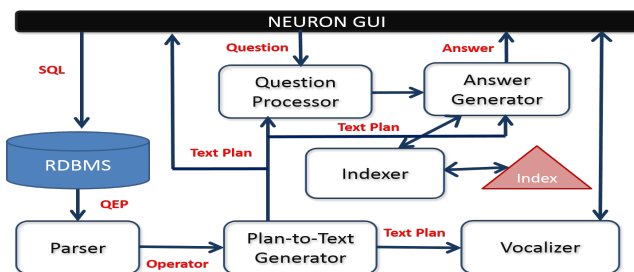 NEURON GUI
Question
Answer
SQL
Question
Processor
Answer
Generator
Text Plan
Text Plan
RDBMS
Indexer
Index
QEP
Parser
Operator
Plan-to-Text
Generator
Text Plan
Vocalizer